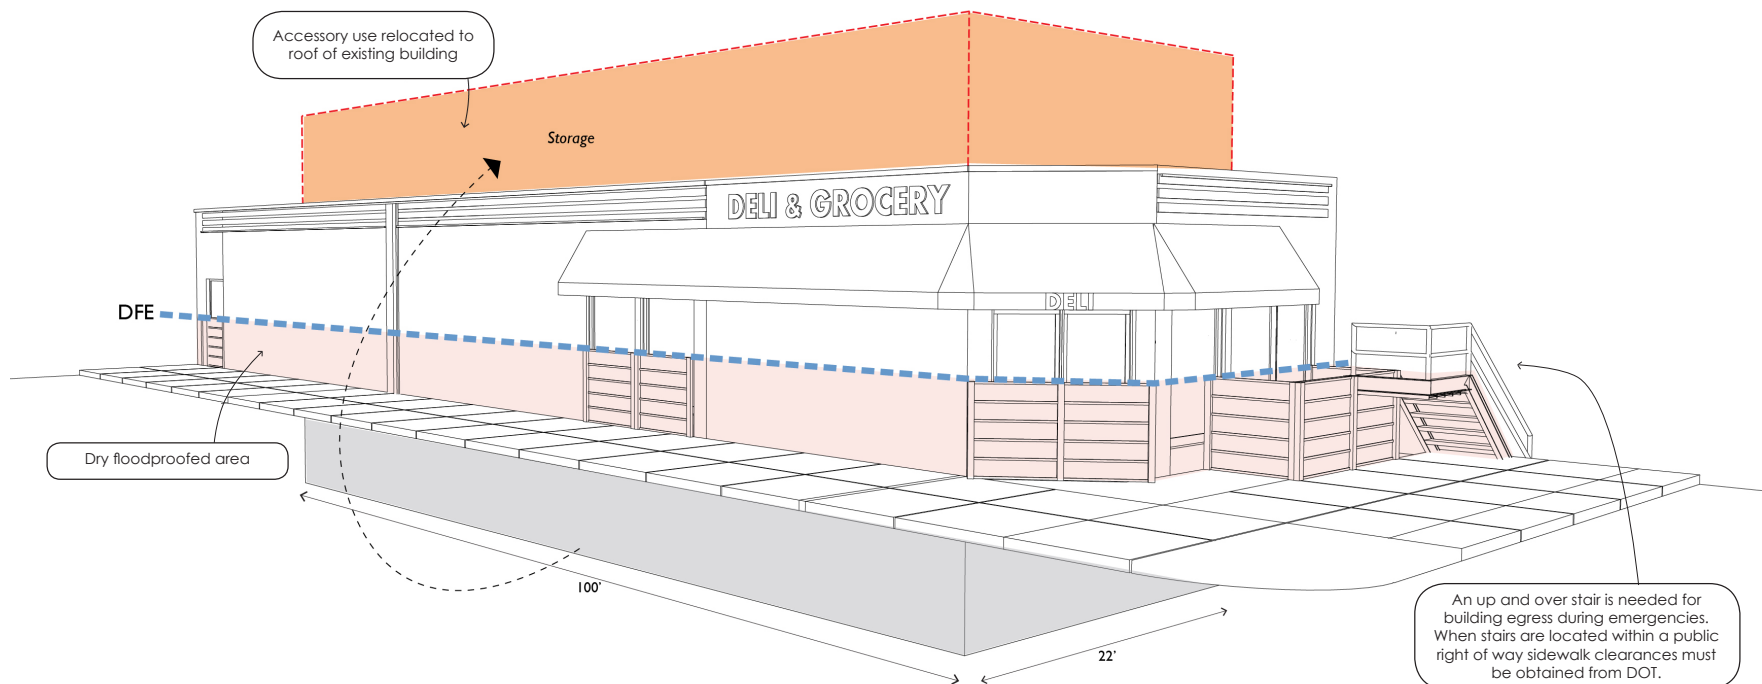 Accessory use relocated to
roof of existing building
Storage
DELI & GROCERY
DELI
DFE
Dry floodproofed area
100'
22'
An up and over stair is needed for
building egress during emergencies.
When stairs are located within a public
right of way sidewalk clearances must
be obtained from DOT.